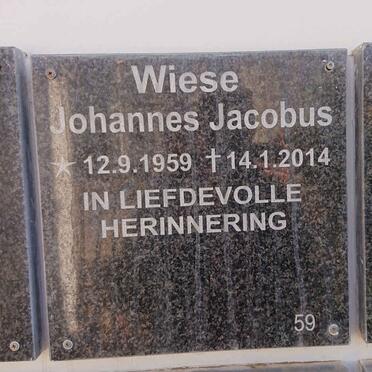 Wiese
Johannes Jacobus
* 12.9.1959 † 14.1.2014
IN LIEFDEVOLLE
HERINNERING
59